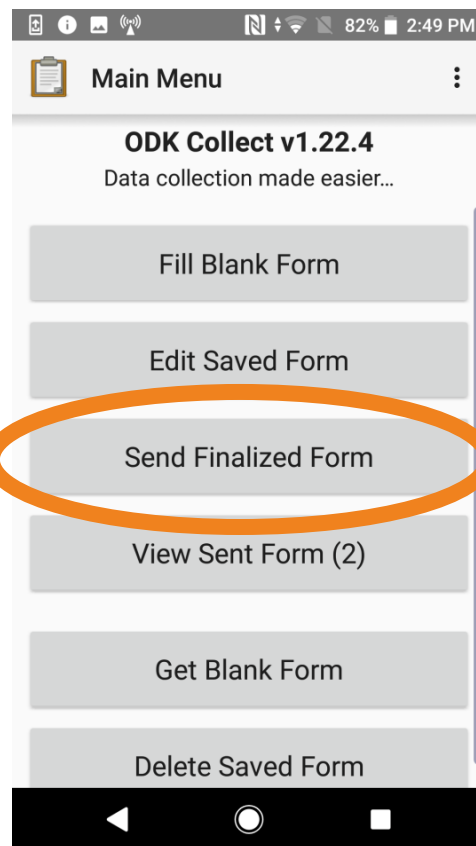 82% 2:49 PM
Main Menu
ODK Collect v1.22.4
Data collection made easier...
Fill Blank Form
Edit Saved Form
Send Finalized Form
View Sent Form (2)
Get Blank Form
Delete Saved Form